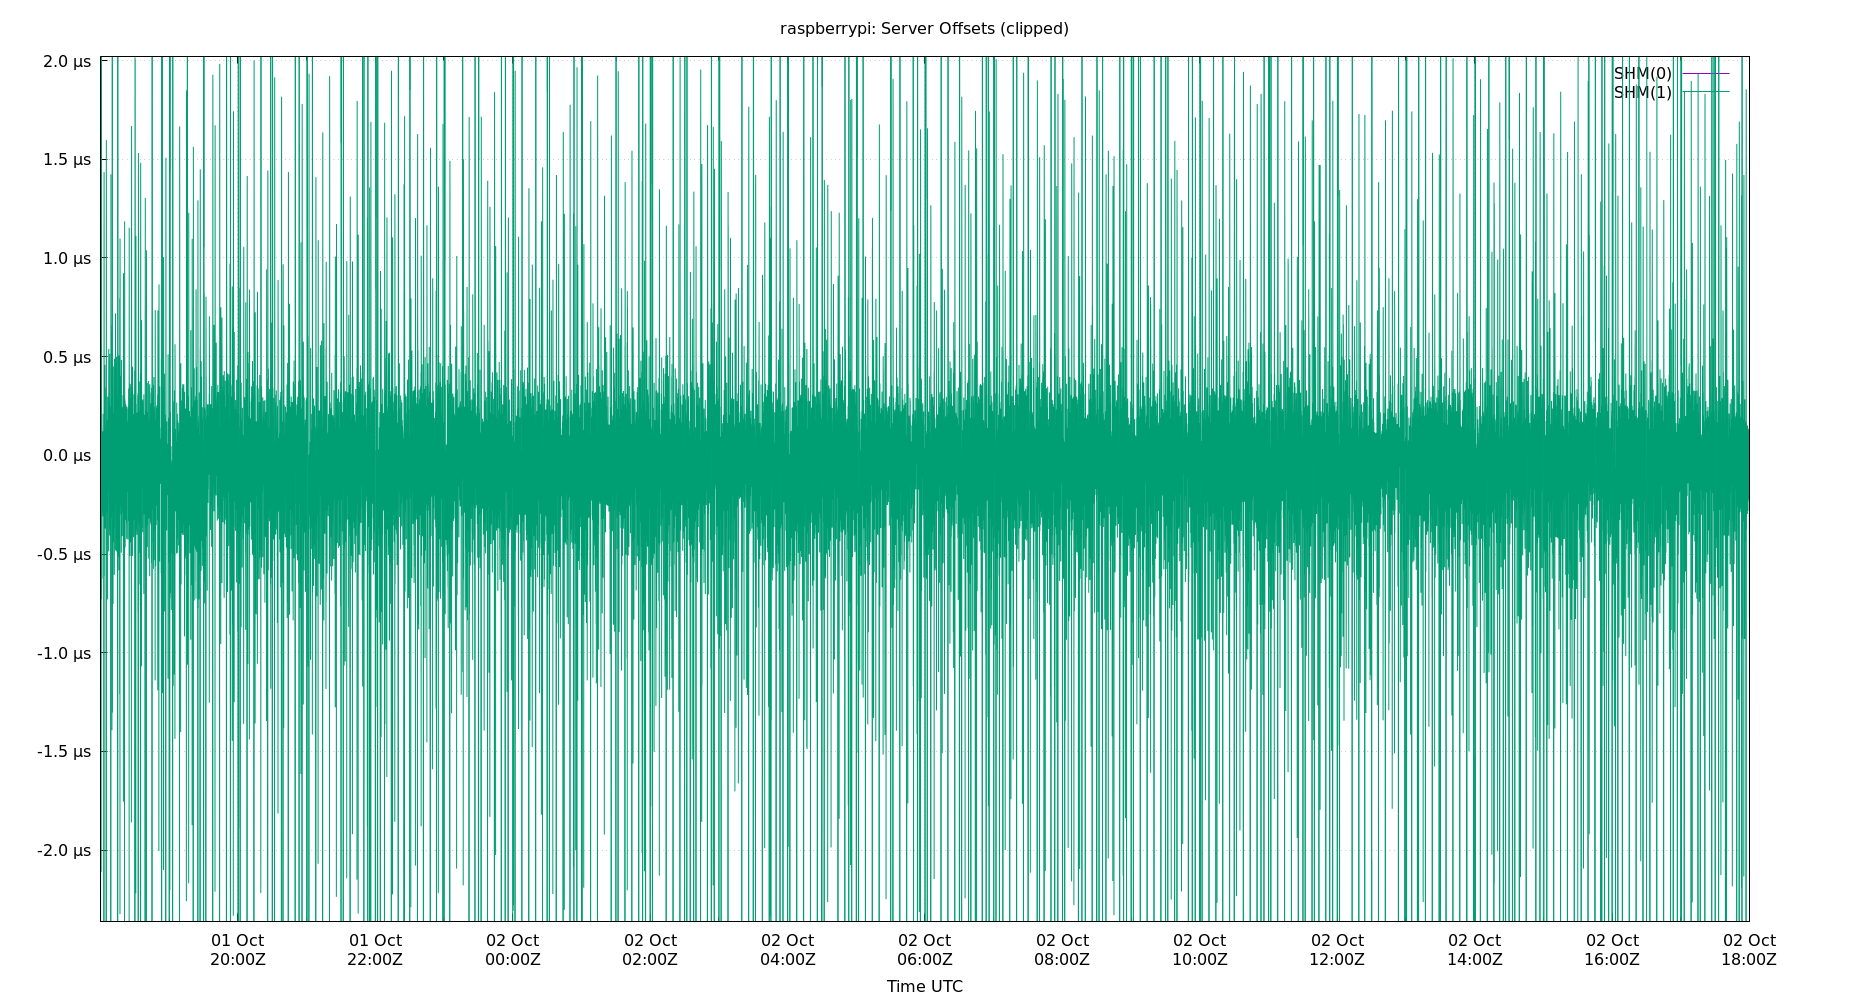 raspberrypi: Server Offsets (clipped)
2.0 µs
1.5 µs
1.0 µs
0.5 µs
0.0 µs
-0.5 µs
-1.0 µs
-1.5 µs
-2.0 µs
SHM(0)
SHM(1)
01 Oct 01 Oct 02 Oct 02 Oct 02 Oct 02 Oct 02 Oct 02 Oct 02 Oct 02 Oct 02 Oct 02 Oct
20:00Z 22:00Z 00:00Z 02:00Z 04:00Z 06:00Z 08:00Z 10:00Z 12:00Z 14:00Z 16:00Z 18:00Z
Time UTC